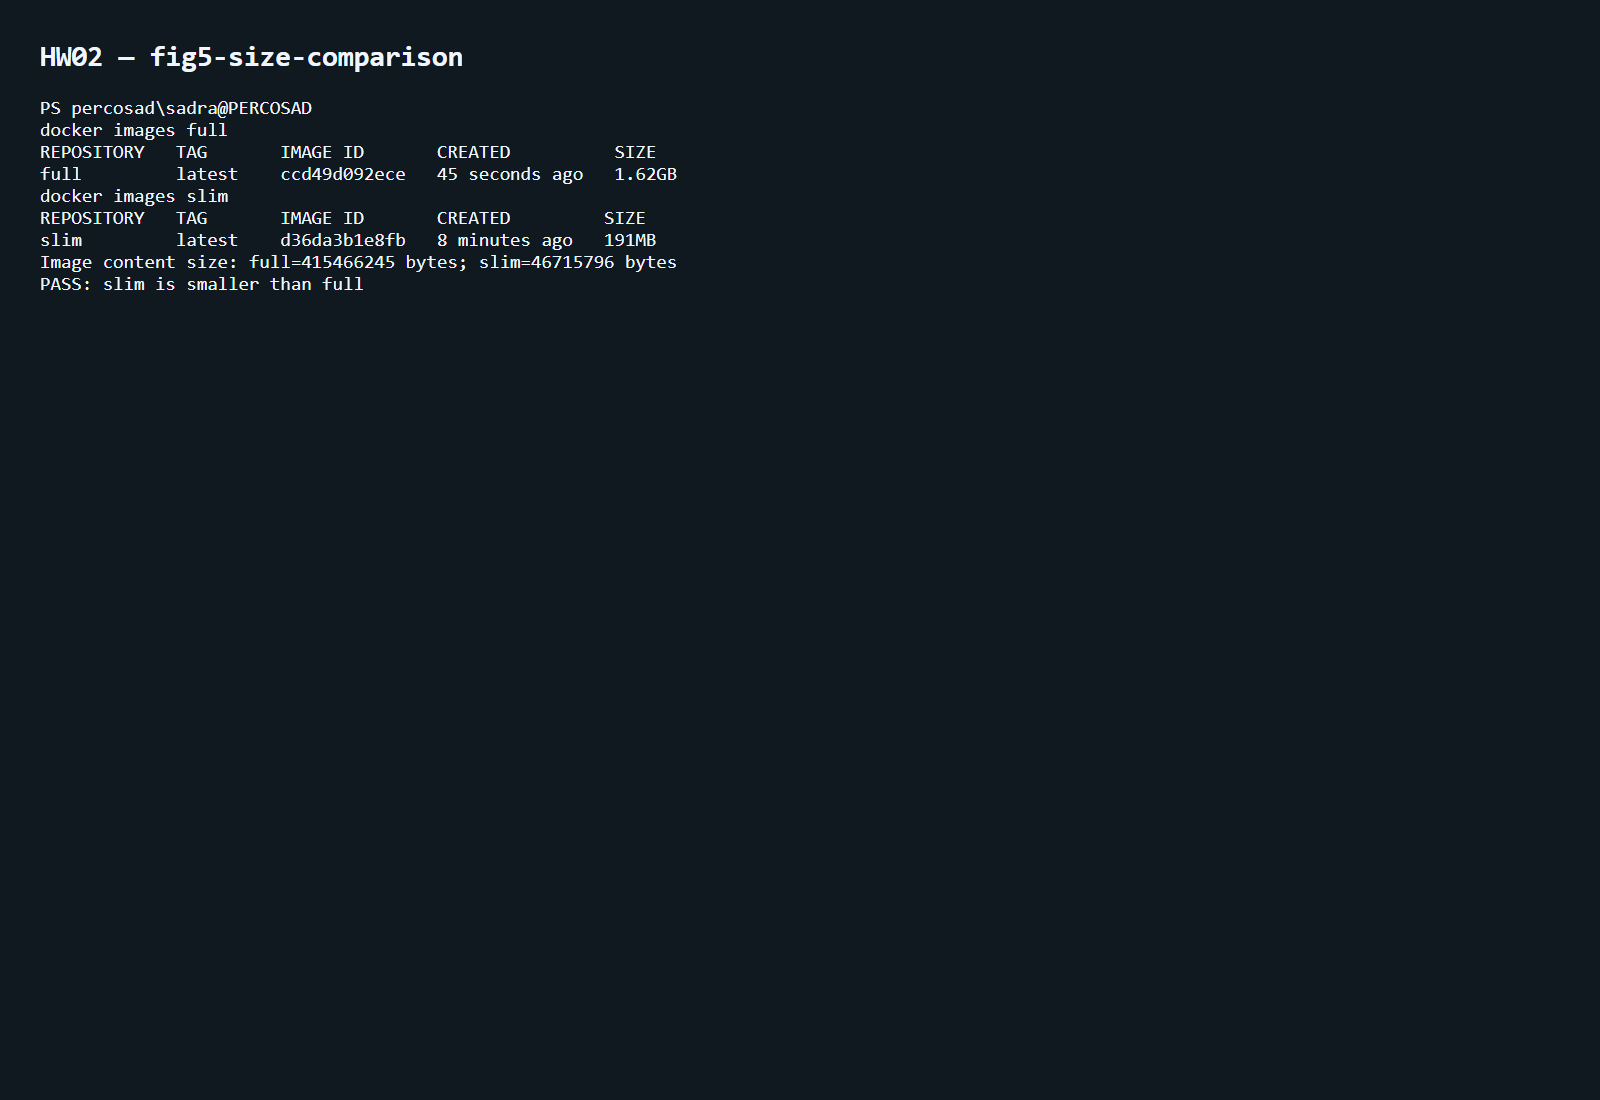 HW02 — fig5-size-comparison
PS percosad\sadra@PERCOSAD
docker images full
REPOSITORY   TAG       IMAGE ID       CREATED          SIZE
full         latest    ccd49d092ece   45 seconds ago   1.62GB
docker images slim
REPOSITORY   TAG       IMAGE ID       CREATED         SIZE
slim         latest    d36da3b1e8fb   8 minutes ago   191MB
Image content size: full=415466245 bytes; slim=46715796 bytes
PASS: slim is smaller than full